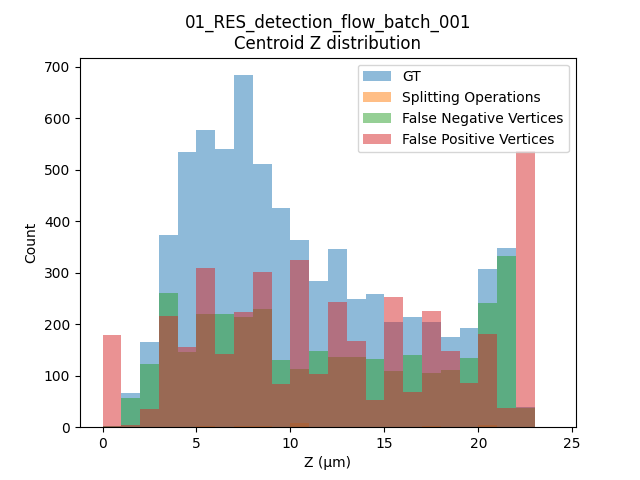 01_RES_detection_flow_batch_001
Centroid Z distribution
GT
Splitting Operations
False Negative Vertices
False Positive Vertices
700
600
500
400
300
200
100
0
Count
0 5 10 15 20 25
Z (μm)